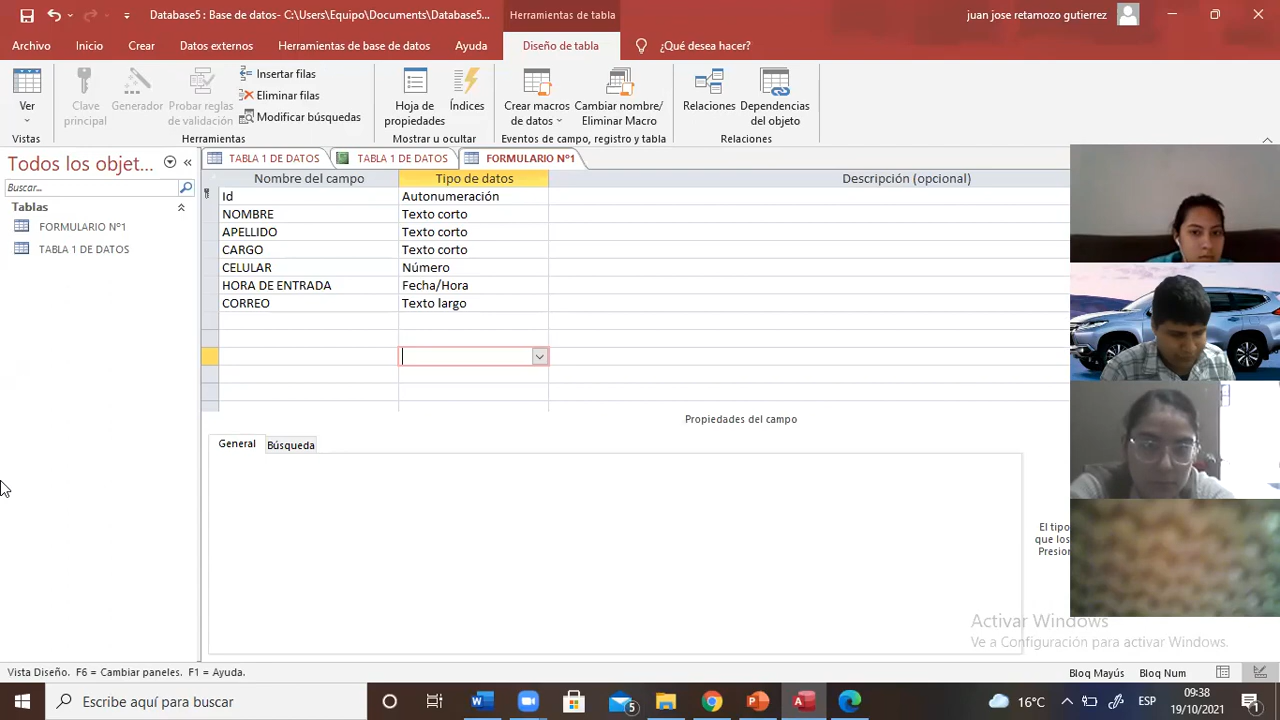 Database5 : Base de datos- C:\Users\Equipo\Documents\Database5...
Herramientas de tabla
juan jose retamozo gutierrez
Archivo
Inicio
Crear
Datos externos
Herramientas de base de datos
Ayuda
Diseño de tabla
¿Qué desea hacer?
Ver
Clave principal
Generador
Probar reglas de validación
Insertar filas
Eliminar filas
Modificar búsquedas
Hoja de propiedades
Índices
Crear macros de datos
Cambiar nombre/ Eliminar Macro
Relaciones
Dependencias del objeto
Vistas
Herramientas
Mostrar u ocultar
Eventos de campo, registro y tabla
Relaciones
Todos los objet...
Buscar...
Tablas
FORMULARIO Nº1
TABLA 1 DE DATOS
TABLA 1 DE DATOS
TABLA 1 DE DATOS
FORMULARIO Nº1
Nombre del campo
Tipo de datos
Descripción (opcional)
Id
Autonumeración
NOMBRE
Texto corto
APELLIDO
Texto corto
CARGO
Texto corto
CELULAR
Número
HORA DE ENTRADA
Fecha/Hora
CORREO
Texto largo
Propiedades del campo
General
Búsqueda
El tipo
que los
Presion
Activar Windows
Ve a Configuración para activar Windows.
Vista Diseño. F6 = Cambiar paneles. F1 = Ayuda.
Bloq Mayús
Bloq Num
Escribe aquí para buscar
5
16°C
ESP
09:38
19/10/2021
1